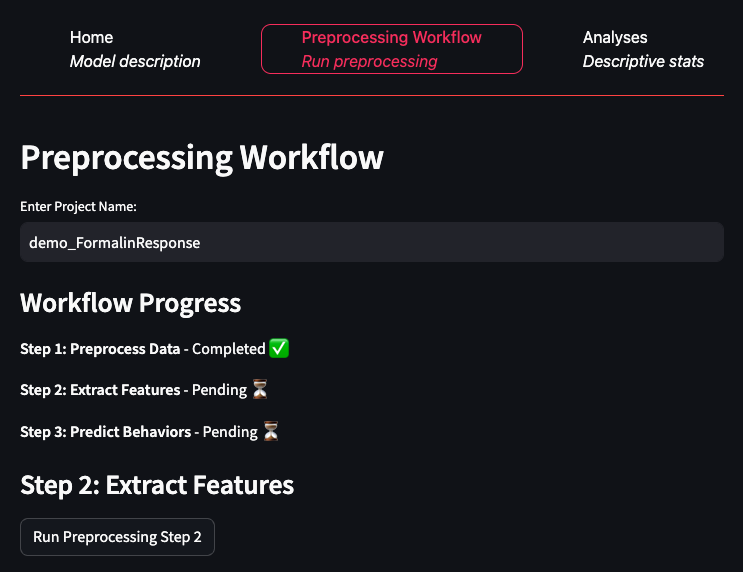 Home
Model description
Preprocessing Workflow
Run preprocessing
Analyses
Descriptive stats
Preprocessing Workflow
Enter Project Name:
demo_FormalinResponse
Workflow Progress
Step 1: Preprocess Data - Completed ✅
Step 2: Extract Features - Pending ⏳
Step 3: Predict Behaviors - Pending ⏳
Step 2: Extract Features
Run Preprocessing Step 2